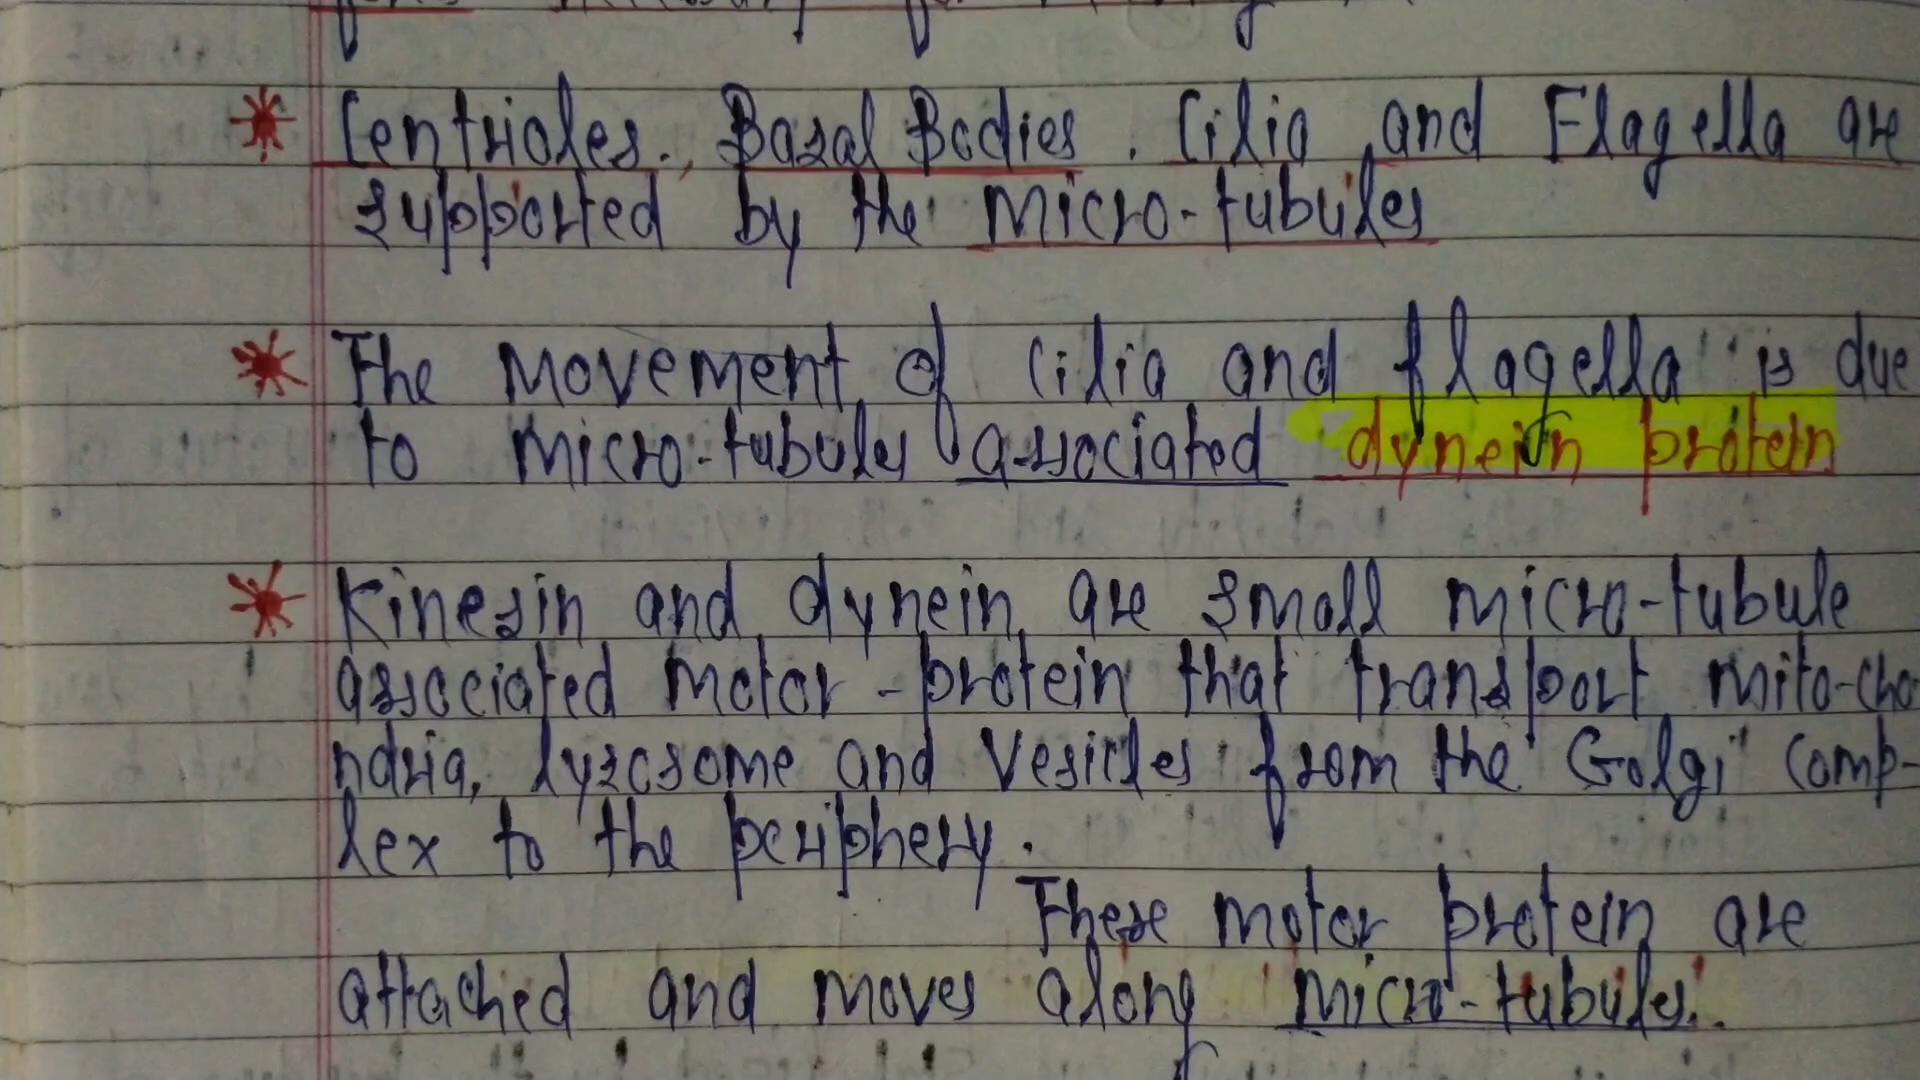 * Centrioles, Basal Bodies, Cilia and Flagella are
supported by the micro-tubules
* The movement of cilia and flagella is due
to micro-tubules associated dynein protein
* Kinesin and dynein are small micro-tubule
associated motor-protein that transport mito-cho-
ndria, lysosome and vesicles from the Golgi comp-
lex to the periphery.
These motor protein are
attached and moves along micro-tubules.